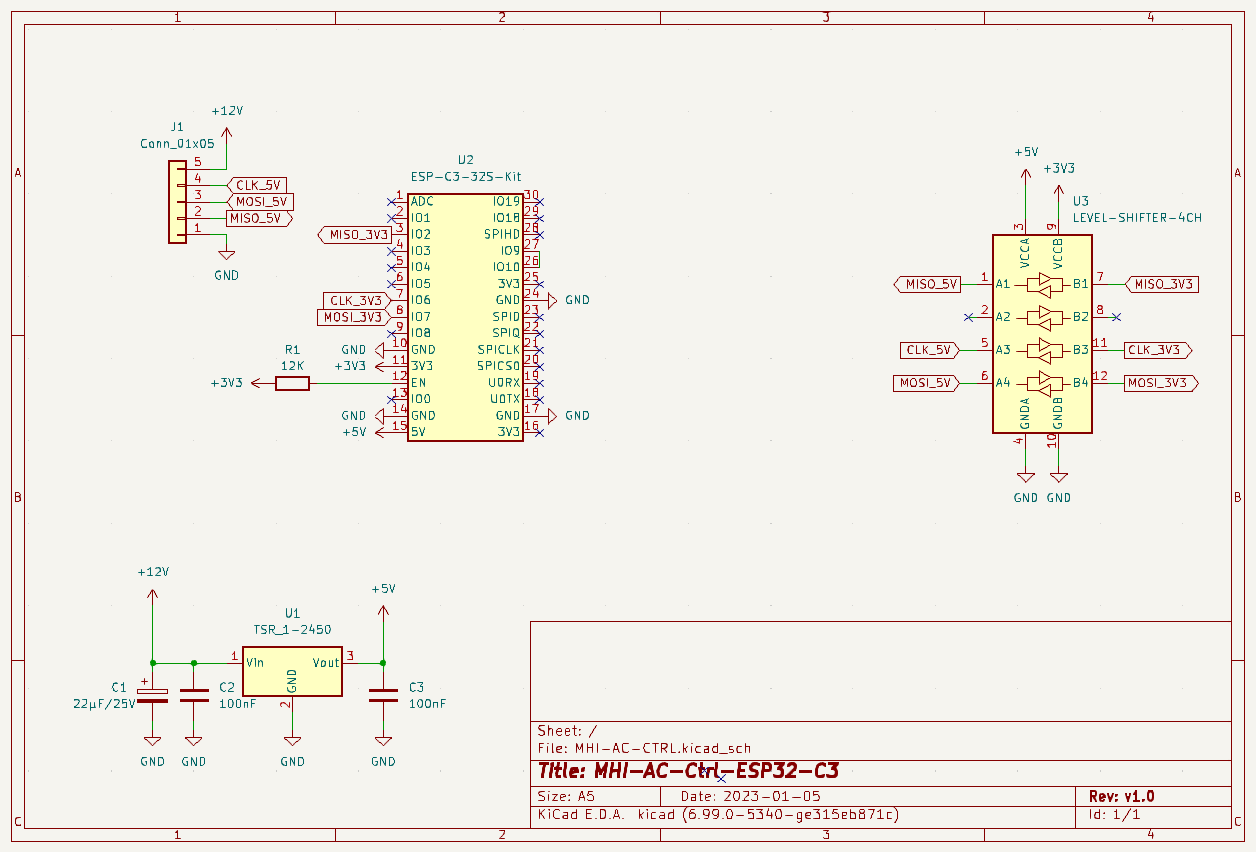 1 2 3 4
A A
B B
C C
1 2 3 4
+12V
J1
Conn_01x05
5
4 CLK_5V
3 MOSI_5V
2 MISO_5V
1
GND
U2
ESP-C3-32S-Kit
1 ADC IO19 30
2 IO1 IO18 29
MISO_3V3 3 IO2 SPIHD 28
4 IO3 IO9 27
5 IO4 IO10 26
6 IO5 3V3 25
CLK_3V3 7 IO6 GND 24 GND
MOSI_3V3 8 IO7 SPID 23
9 IO8 SPIQ 22
GND 10 GND SPICLK 21
+3V3 11 3V3 SPICS0 20
12 EN U0RX 19
13 IO0 U0TX 18
GND 14 GND GND 17 GND
+5V 15 5V 3V3 16
R1
12K
+3V3
+5V
+3V3
U3
LEVEL-SHIFTER-4CH
3 9
VCCA VCCB
MISO_5V 1 A1 B1 7 MISO_3V3
2 A2 B2 8
CLK_5V 5 A3 B3 11 CLK_3V3
MOSI_5V 6 A4 B4 12 MOSI_3V3
GNDA GNDB
4 10
GND GND
+12V
+5V
U1
TSR_1-2450
1 Vin Vout 3
GND
2
+
C1
22µF/25V
C2
100nF
C3
100nF
GND GND GND GND
Sheet: /
File: MHI-AC-CTRL.kicad_sch
Title: MHI-AC-Ctrl-ESP32-C3
Size: A5 Date: 2023-01-05 Rev: v1.0
KiCad E.D.A. kicad (6.99.0-5340-ge315eb871c) Id: 1/1